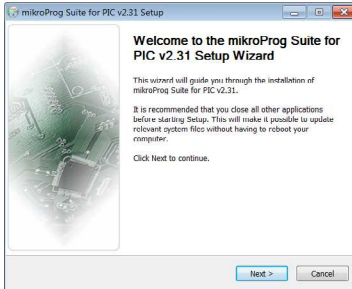 mikroProg Suite for PIC v2.31 Setup
Welcome to the mikroProg Suite for
PIC v2.31 Setup Wizard
This wizard will guide you through the installation of
mikroProg Suite for PIC v2.31.
It is recommended that you close all other applications
before starting Setup. This will make it possible to update
relevant system files without having to reboot your
computer.
Click Next to continue.
Next >
Cancel